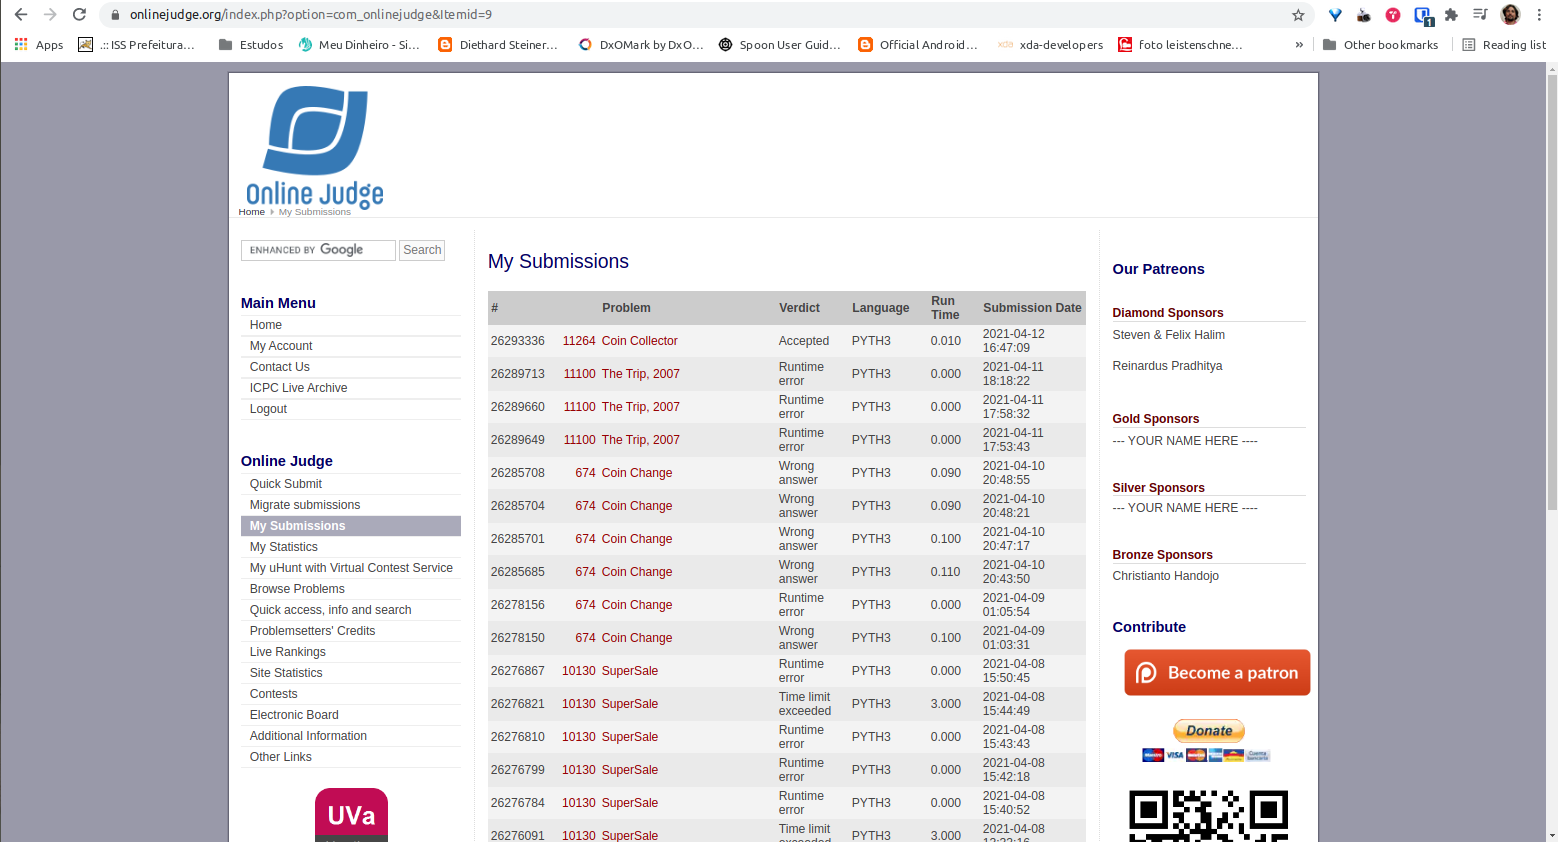 onlinejudge.org/index.php?option=com_onlinejudge&Itemid=9
1
Apps
.:: ISS Prefeitura…
Estudos
Meu Dinheiro - Si…
Diethard Steiner…
DxOMark by DxO…
Spoon User Guid…
Official Android…
xda
xda-developers
foto leistenschne…
»
Other bookmarks
Reading list
Online Judge
Home
My Submissions
ENHANCED BY Google
Search
Main Menu
Home
My Account
Contact Us
ICPC Live Archive
Logout
Online Judge
Quick Submit
Migrate submissions
My Submissions
My Statistics
My uHunt with Virtual Contest Service
Browse Problems
Quick access, info and search
Problemsetters' Credits
Live Rankings
Site Statistics
Contests
Electronic Board
Additional Information
Other Links
UVa
My Submissions
# Problem Verdict Language Run Time Submission Date
26293336 11264 Coin Collector Accepted PYTH3 0.010 2021-04-12 16:47:09
26289713 11100 The Trip, 2007 Runtime error PYTH3 0.000 2021-04-11 18:18:22
26289660 11100 The Trip, 2007 Runtime error PYTH3 0.000 2021-04-11 17:58:32
26289649 11100 The Trip, 2007 Runtime error PYTH3 0.000 2021-04-11 17:53:43
26285708 674 Coin Change Wrong answer PYTH3 0.090 2021-04-10 20:48:55
26285704 674 Coin Change Wrong answer PYTH3 0.090 2021-04-10 20:48:21
26285701 674 Coin Change Wrong answer PYTH3 0.100 2021-04-10 20:47:17
26285685 674 Coin Change Wrong answer PYTH3 0.110 2021-04-10 20:43:50
26278156 674 Coin Change Runtime error PYTH3 0.000 2021-04-09 01:05:54
26278150 674 Coin Change Wrong answer PYTH3 0.100 2021-04-09 01:03:31
26276867 10130 SuperSale Runtime error PYTH3 0.000 2021-04-08 15:50:45
26276821 10130 SuperSale Time limit exceeded PYTH3 3.000 2021-04-08 15:44:49
26276810 10130 SuperSale Runtime error PYTH3 0.000 2021-04-08 15:43:43
26276799 10130 SuperSale Runtime error PYTH3 0.000 2021-04-08 15:42:18
26276784 10130 SuperSale Runtime error PYTH3 0.000 2021-04-08 15:40:52
26276091 10130 SuperSale Time limit PYTH3 3.000 2021-04-08
Our Patreons
Diamond Sponsors
Steven & Felix Halim
Reinardus Pradhitya
Gold Sponsors
--- YOUR NAME HERE ----
Silver Sponsors
--- YOUR NAME HERE ----
Bronze Sponsors
Christianto Handojo
Contribute
Become a patron
Donate
VISA